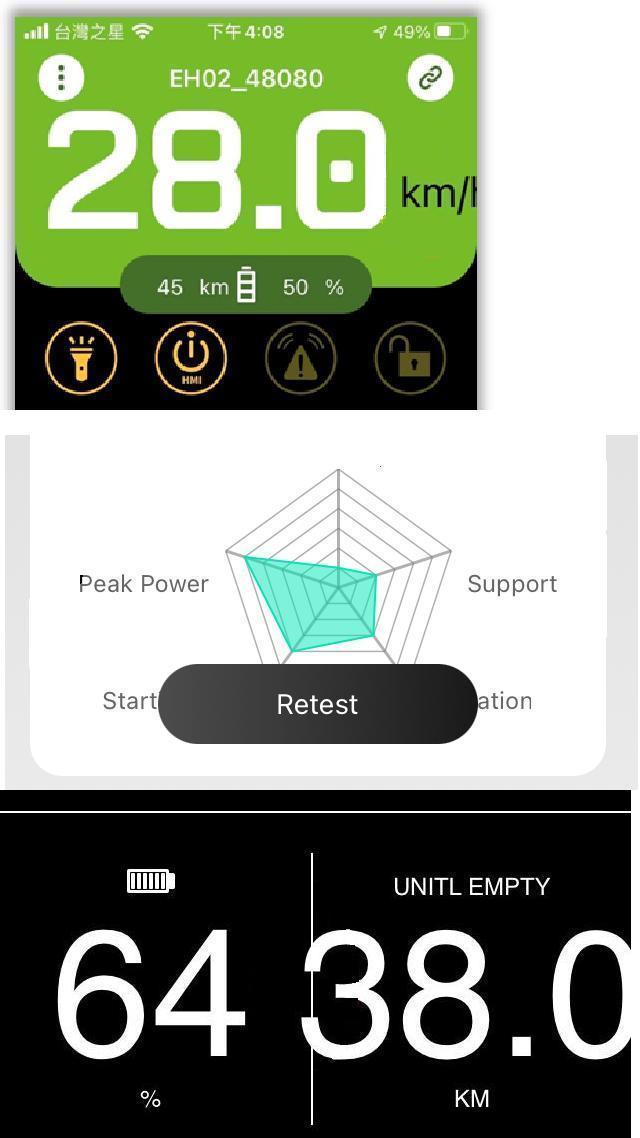 台灣之星 下午4:08 49%
EH02_48080
28.0 km/h
45 km 50 %
HMI
Peak Power Support
Start ation
Retest
UNITL EMPTY
64 38.0
% KM